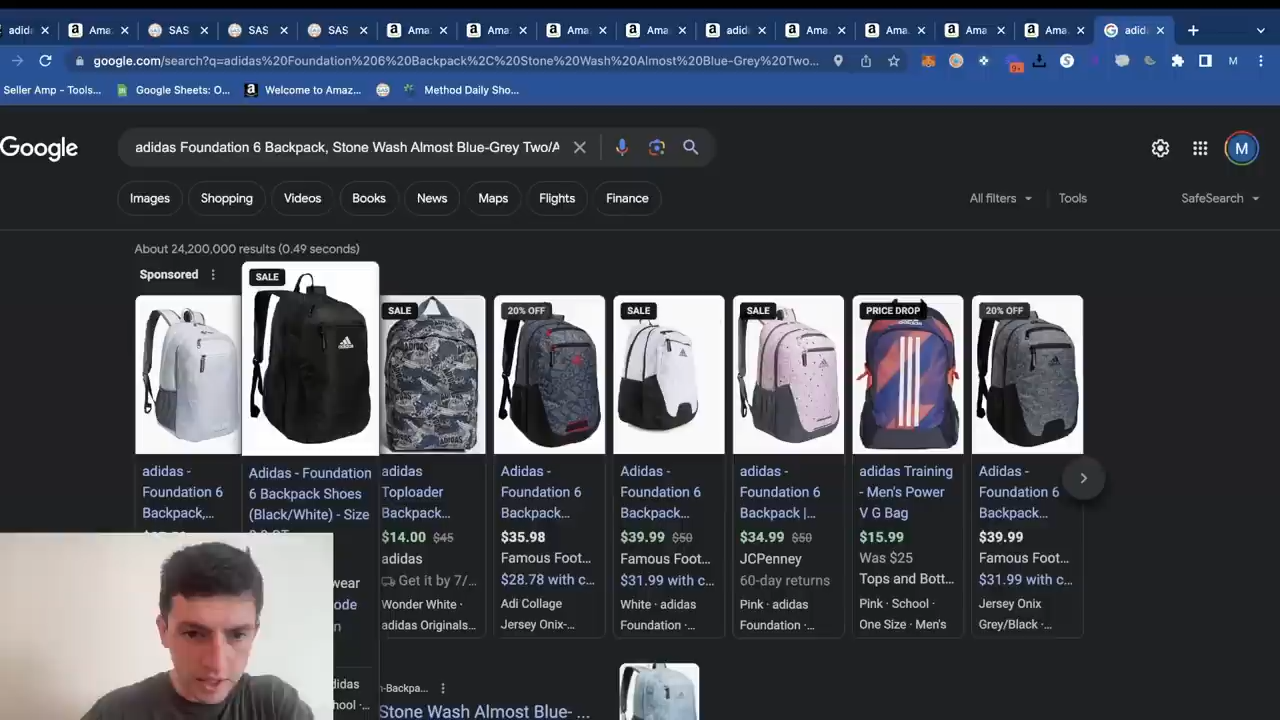 adid
Ama
SAS
SAS
SAS
Ama
Ama
Ama
Ama
adid
Ama
Ama
Ama
Ama
adid
google.com/search?q=adidas%20Foundation%206%20Backpack%2C%20Stone%20Wash%20Almost%20Blue-Grey%20Two...
9+
M
Seller Amp - Tools...
Google Sheets: O...
Welcome to Amaz...
Method Daily Sho...
Google
adidas Foundation 6 Backpack, Stone Wash Almost Blue-Grey Two/A
M
Images
Shopping
Videos
Books
News
Maps
Flights
Finance
All filters
Tools
SafeSearch
About 24,200,000 results (0.49 seconds)
Sponsored
adidas -
Foundation 6
Backpack,...
SALE
Adidas - Foundation
6 Backpack Shoes
(Black/White) - Size
wear
ode
n
didas
hool ·...
SALE
adidas
Toploader
Backpack...
$14.00 $45
adidas
Get it by 7/...
Wonder White ·
adidas Originals...
20% OFF
Adidas -
Foundation 6
Backpack...
$35.98
Famous Foot...
$28.78 with c...
Adi Collage
Jersey Onix-...
SALE
Adidas -
Foundation 6
Backpack...
$39.99 $50
Famous Foot...
$31.99 with c...
White · adidas
Foundation ·...
SALE
adidas -
Foundation 6
Backpack |...
$34.99 $50
JCPenney
60-day returns
Pink · adidas
Foundation ·...
PRICE DROP
adidas Training
- Men's Power
V G Bag
$15.99
Was $25
Tops and Bott...
Pink · School ·
One Size · Men's
20% OFF
Adidas -
Foundation 6
Backpack...
$39.99
Famous Foot...
$31.99 with c...
Jersey Onix
Grey/Black ·...
n-Backpa...
Stone Wash Almost Blue- ...